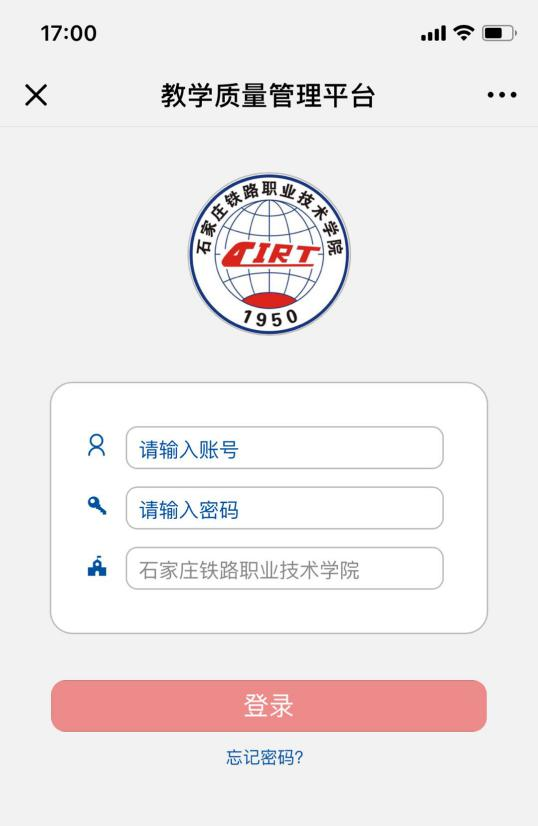 17:00
教学质量管理平台
石家庄铁路职业技术学院
CIRT
1950
请输入账号
请输入密码
石家庄铁路职业技术学院
登录
忘记密码?